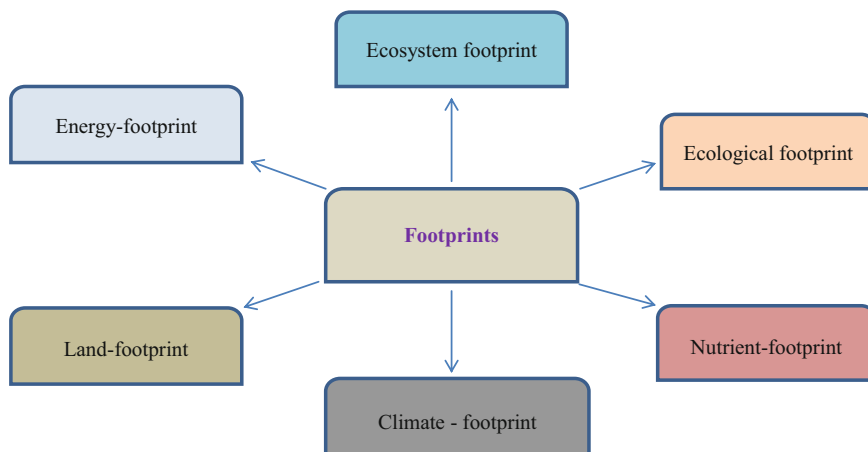 Ecosystem footprint
Energy-footprint
Ecological footprint
Footprints
Land-footprint
Nutrient-footprint
Climate - footprint